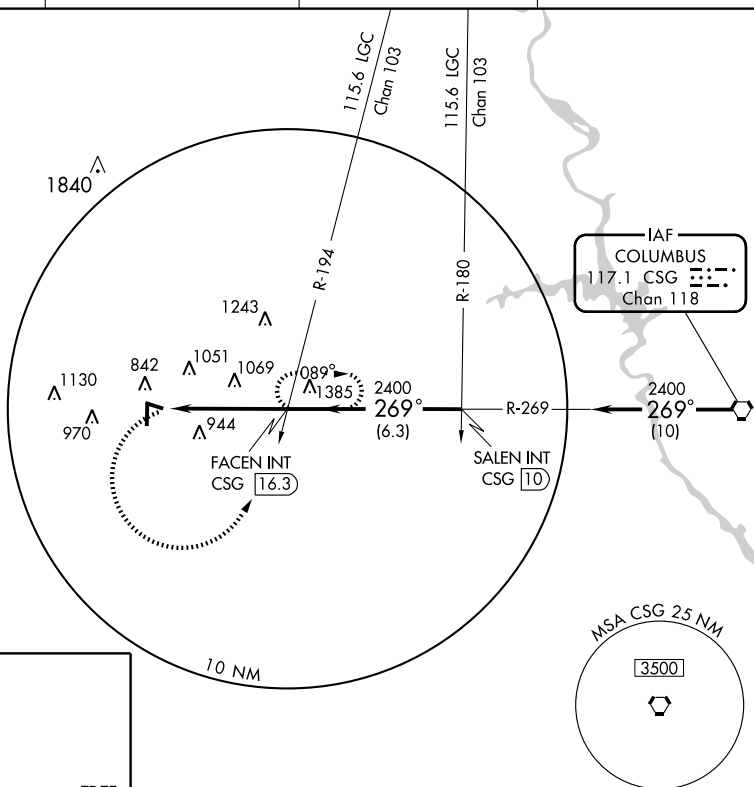 115.6 LGC
Chan 103
115.6 LGC
Chan 103
1840
R-194
R-180
IAF
COLUMBUS
117.1 CSG
Chan 118
1243
1051
842
1069
089°
1385
1130
970
944
2400
269°
(6.3)
R-269
2400
269°
(10)
FACEN INT
CSG 16.3
SALEN INT
CSG 10
10 NM
MSA CSG 25 NM
3500